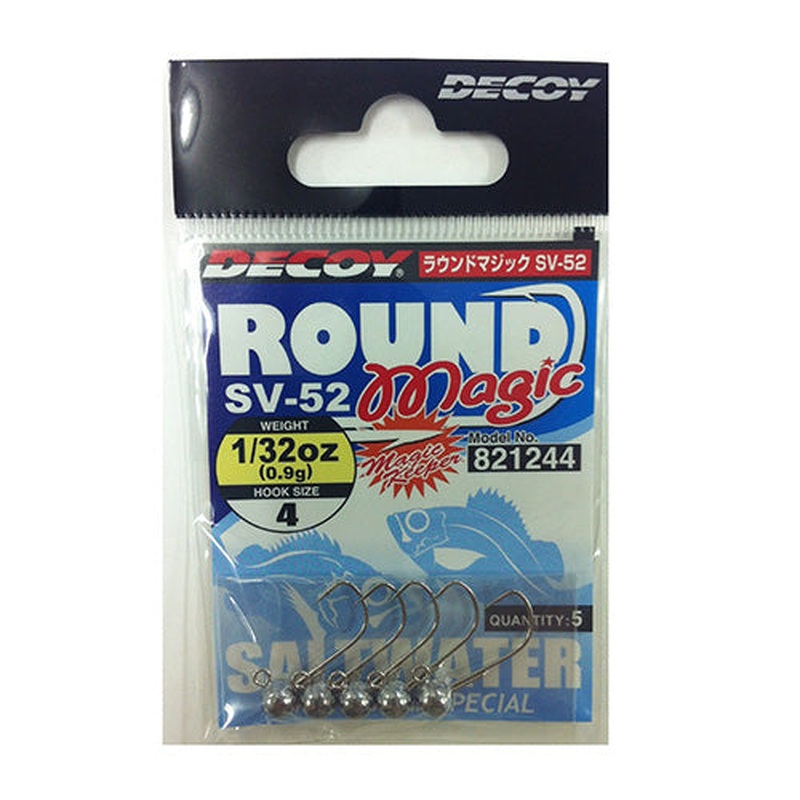 DECOY
DECOY® ラウンドマジック SV-52
ROUND
SV-52 Magic
WEIGHT
1/32oz
(0.9g)
HOOK SIZE
4
Magic
Keeper
Model No.
821244
QUANTITY:5
SALTWATER
SPECIAL